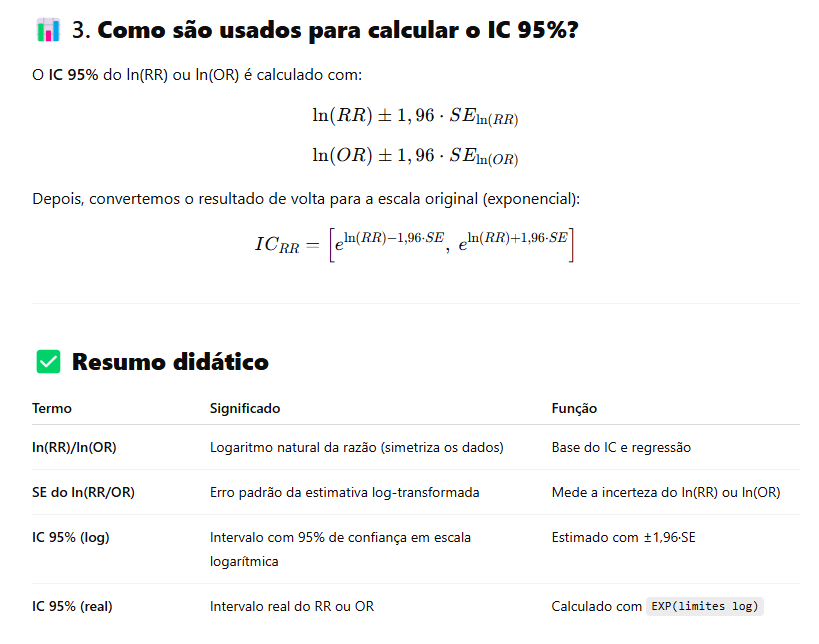 📊 3. Como são usados para calcular o IC 95%?
O IC 95% do ln(RR) ou ln(OR) é calculado com:
ln(RR) ± 1,96 · SE_ln(RR)
ln(OR) ± 1,96 · SE_ln(OR)
Depois, convertemos o resultado de volta para a escala original (exponencial):
IC_RR = [e^ln(RR)−1,96·SE, e^ln(RR)+1,96·SE]
✅ Resumo didático
Termo Significado Função
ln(RR)/ln(OR) Logaritmo natural da razão (simetriza os dados) Base do IC e regressão
SE do ln(RR/OR) Erro padrão da estimativa log-transformada Mede a incerteza do ln(RR) ou ln(OR)
IC 95% (log) Intervalo com 95% de confiança em escala Estimado com ±1,96·SE
logarítmica
IC 95% (real) Intervalo real do RR ou OR Calculado com EXP(limites log)